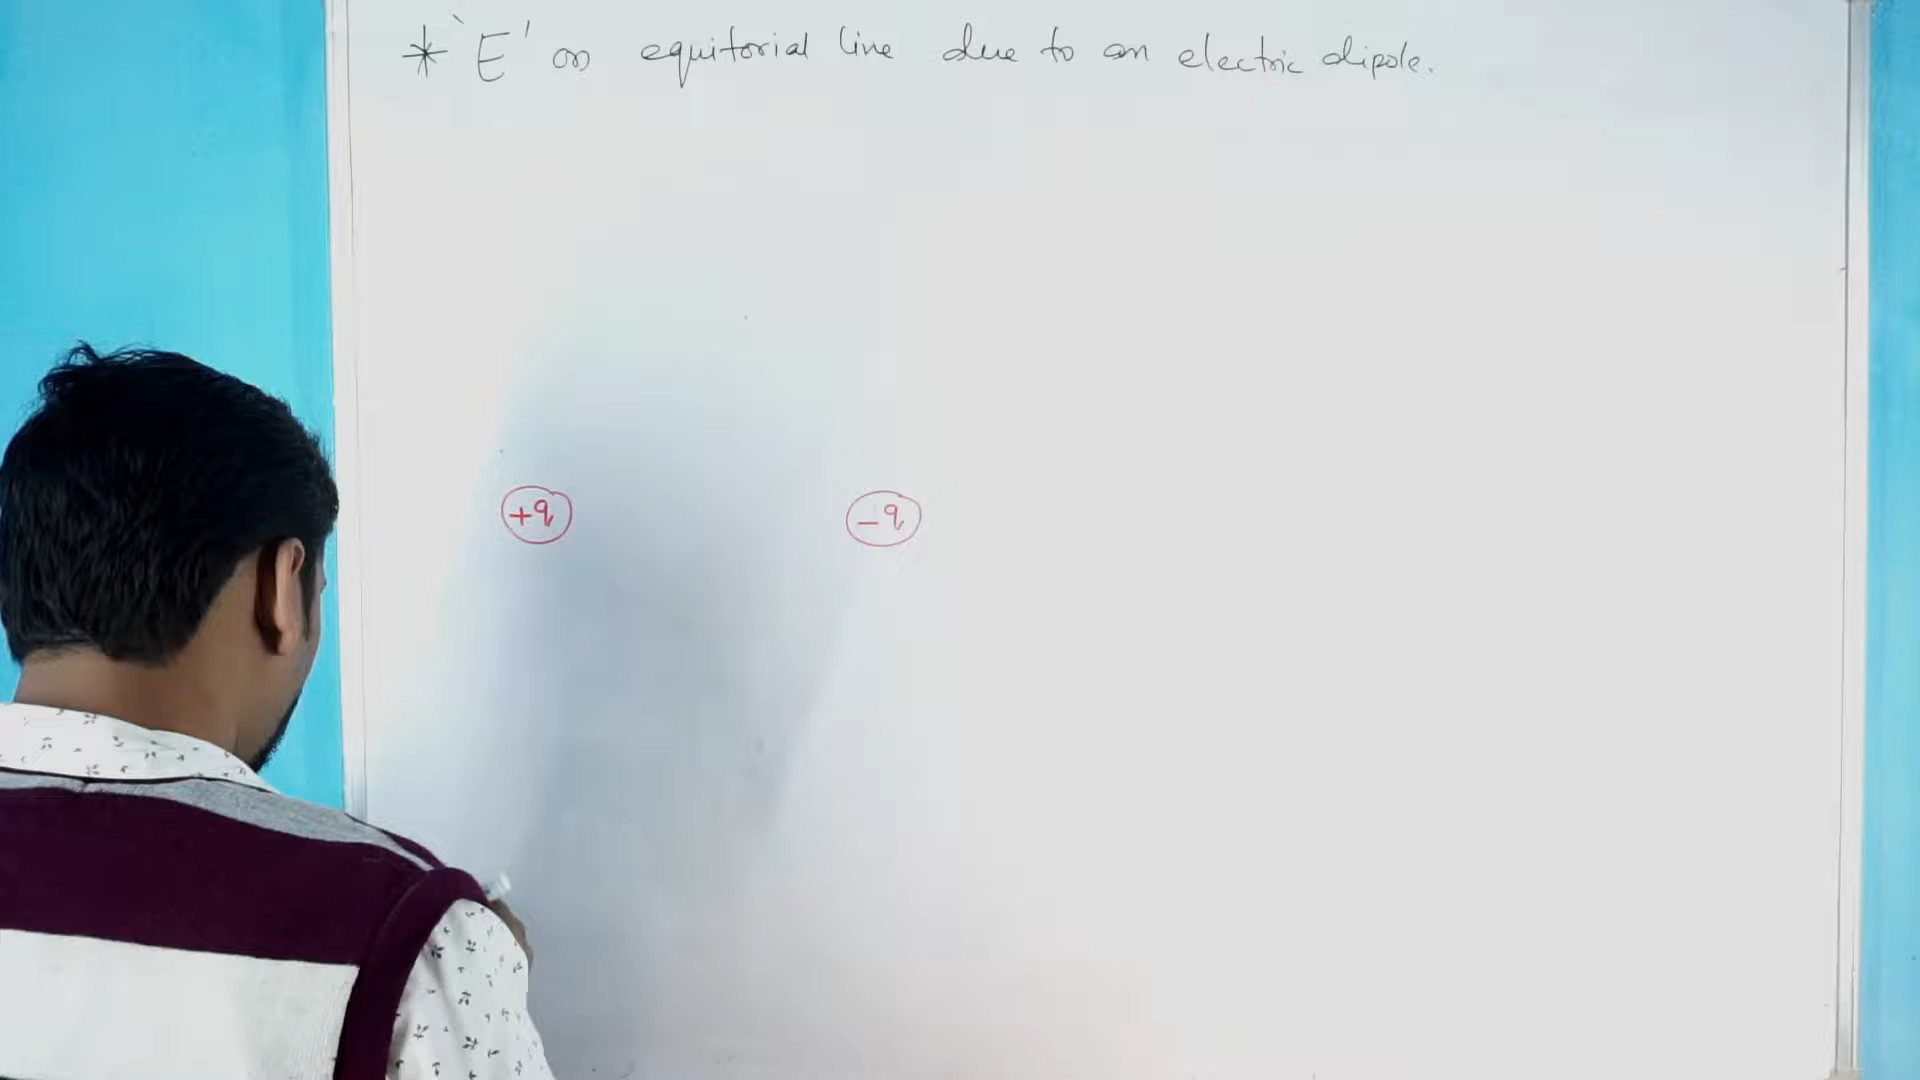 * 'E' on equitorial line due to an electric dipole.
+q -q